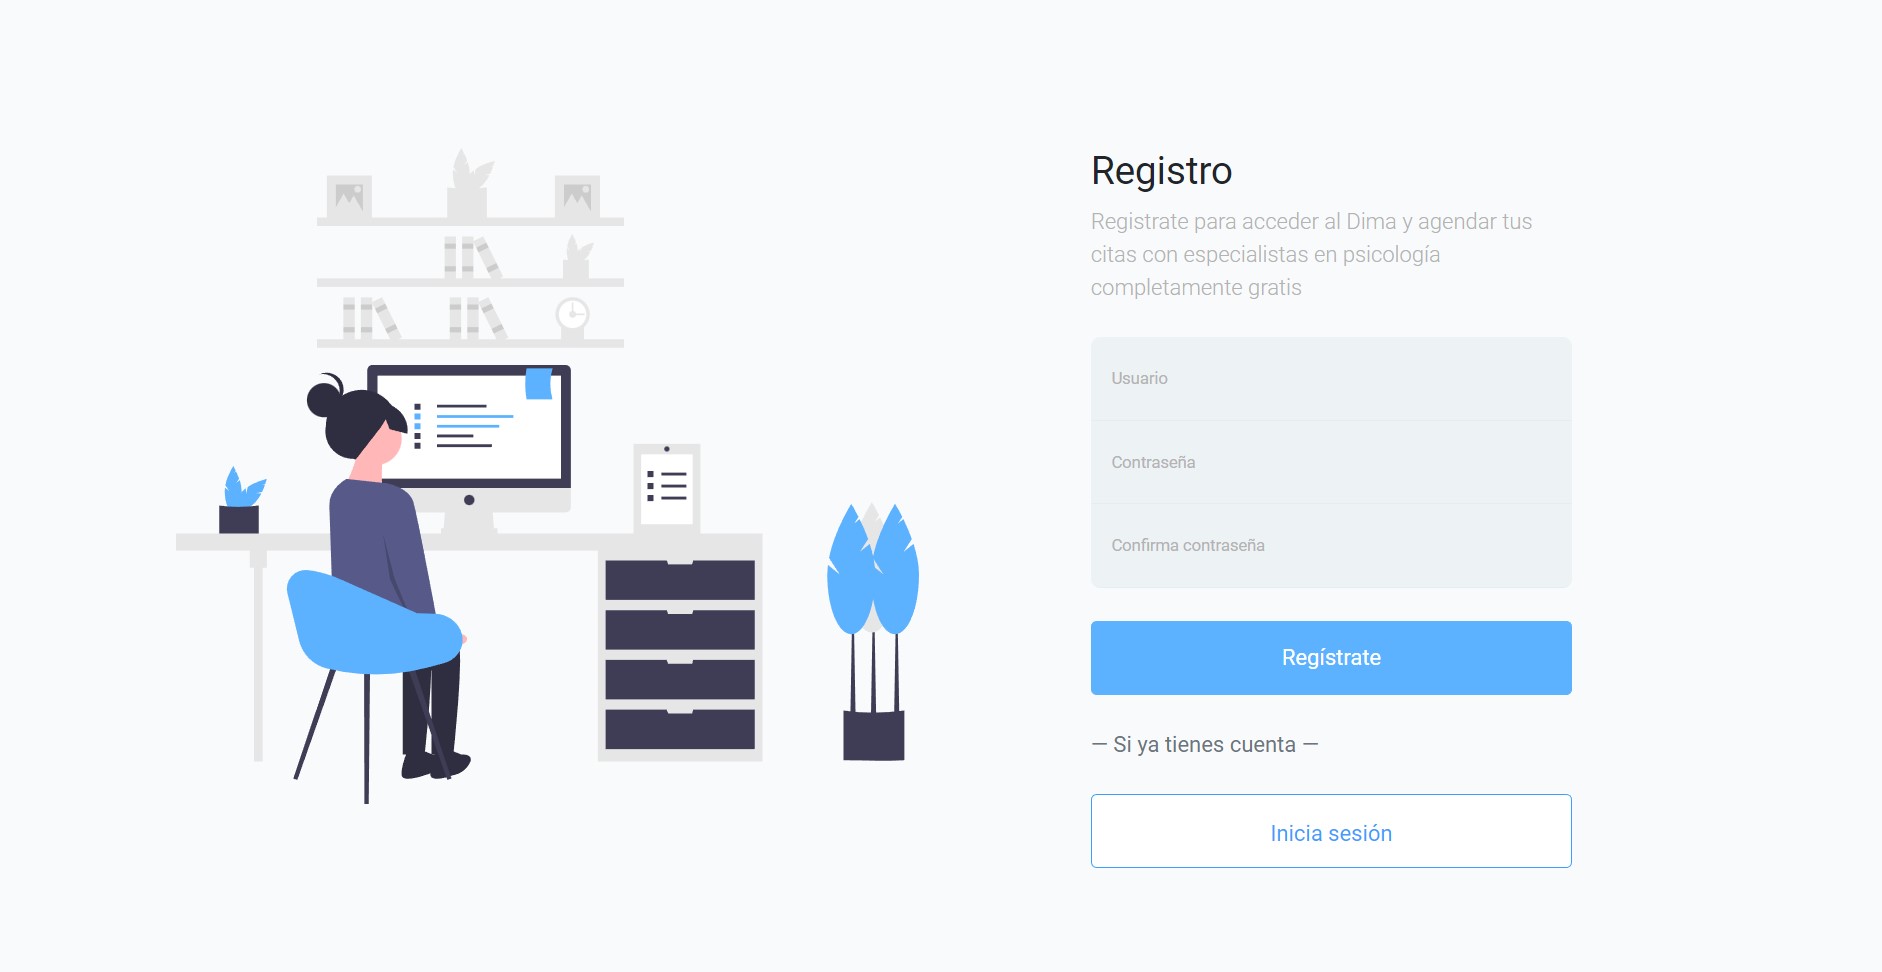 Registro
Registrate para acceder al Dima y agendar tus
citas con especialistas en psicología
completamente gratis
Usuario
Contraseña
Confirma contraseña
Regístrate
— Si ya tienes cuenta —
Inicia sesión